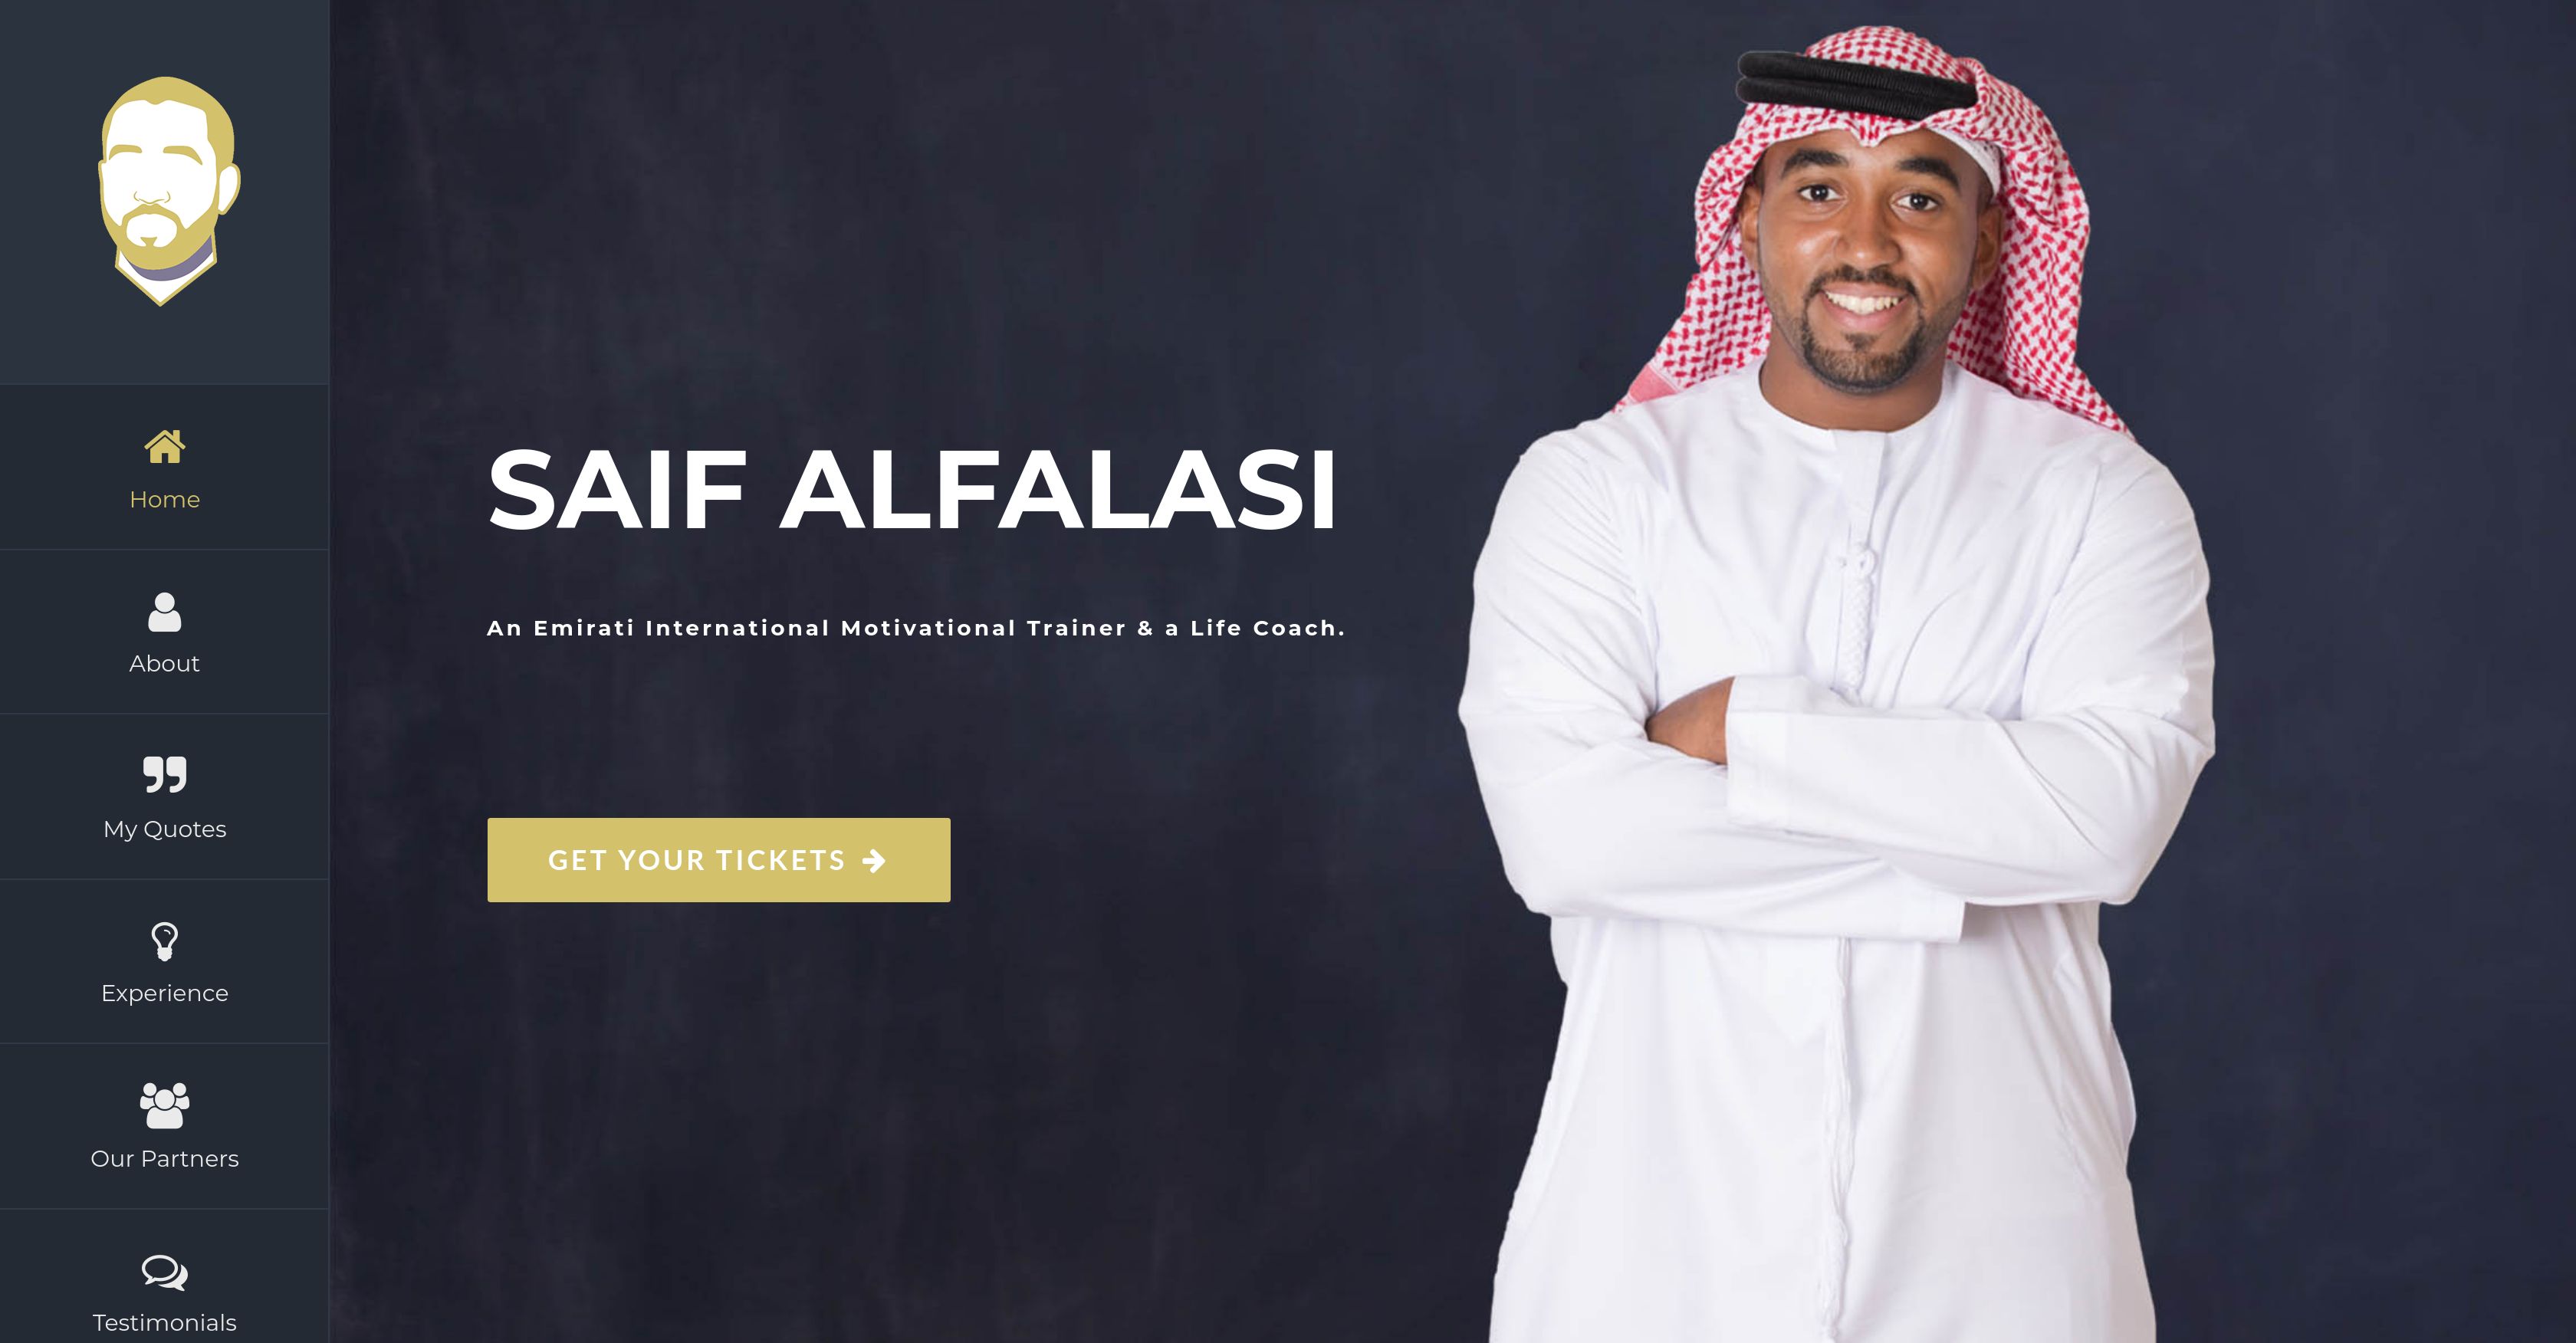 Home
About
My Quotes
Experience
Our Partners
Testimonials
SAIF ALFALASI
An Emirati International Motivational Trainer & a Life Coach.
GET YOUR TICKETS